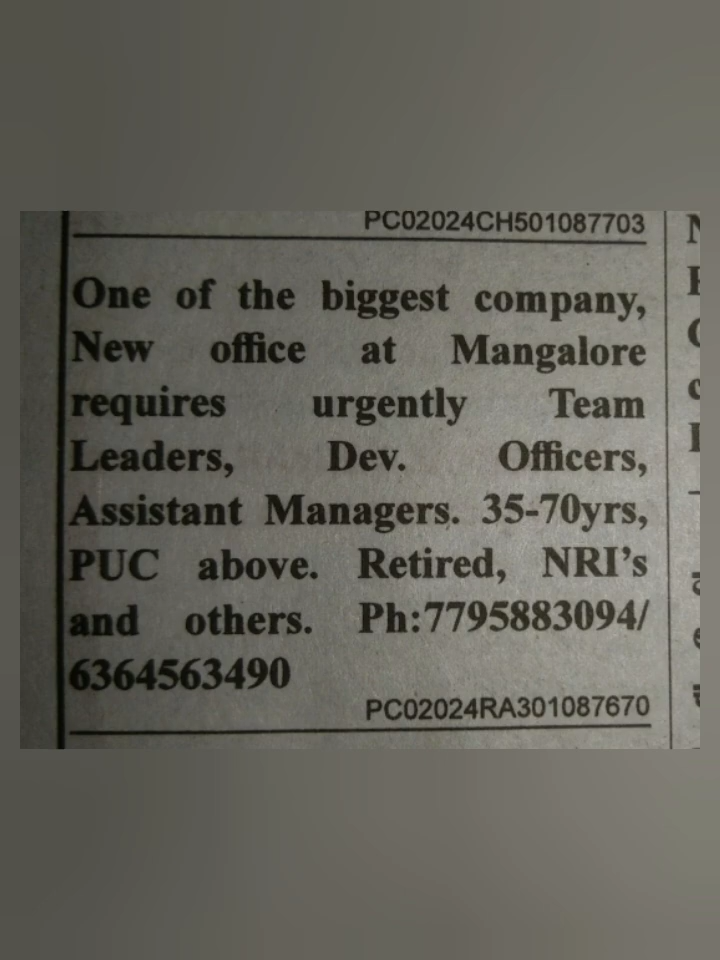 PC02024CH501087703
One of the biggest company,
New office at Mangalore
requires urgently Team
Leaders, Dev. Officers,
Assistant Managers. 35-70yrs,
PUC above. Retired, NRI's
and others. Ph:7795883094/
6364563490
PC02024RA301087670